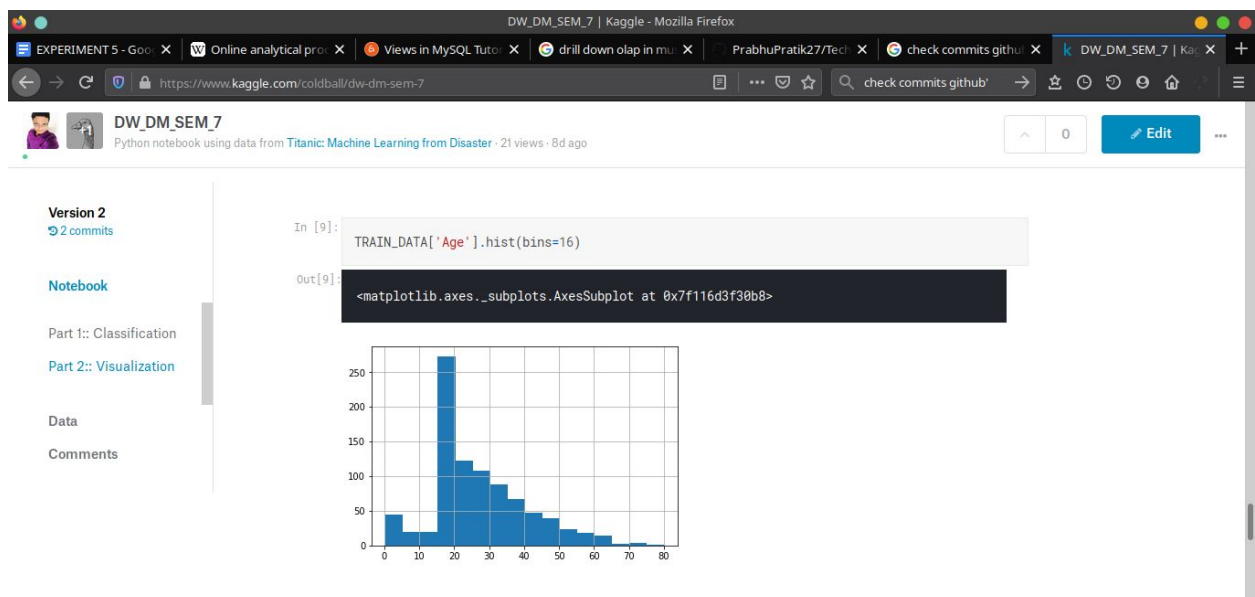 DW_DM_SEM_7 | Kaggle - Mozilla Firefox
EXPERIMENT 5 - Goo
Online analytical proc
Views in MySQL Tutor
drill down olap in mu
PrabhuPratik27/Tech
check commits githu
DW_DM_SEM_7 | Kag
https://www.kaggle.com/coldball/dw-dm-sem-7
check commits github'
DW_DM_SEM_7
Python notebook using data from Titanic: Machine Learning from Disaster · 21 views · 8d ago
0
Edit
Version 2
2 commits
Notebook
Part 1:: Classification
Part 2:: Visualization
Data
Comments
In [9]:
TRAIN_DATA['Age'].hist(bins=16)
Out[9]:
<matplotlib.axes._subplots.AxesSubplot at 0x7f116d3f30b8>
250
200
150
100
50
0
0 10 20 30 40 50 60 70 80